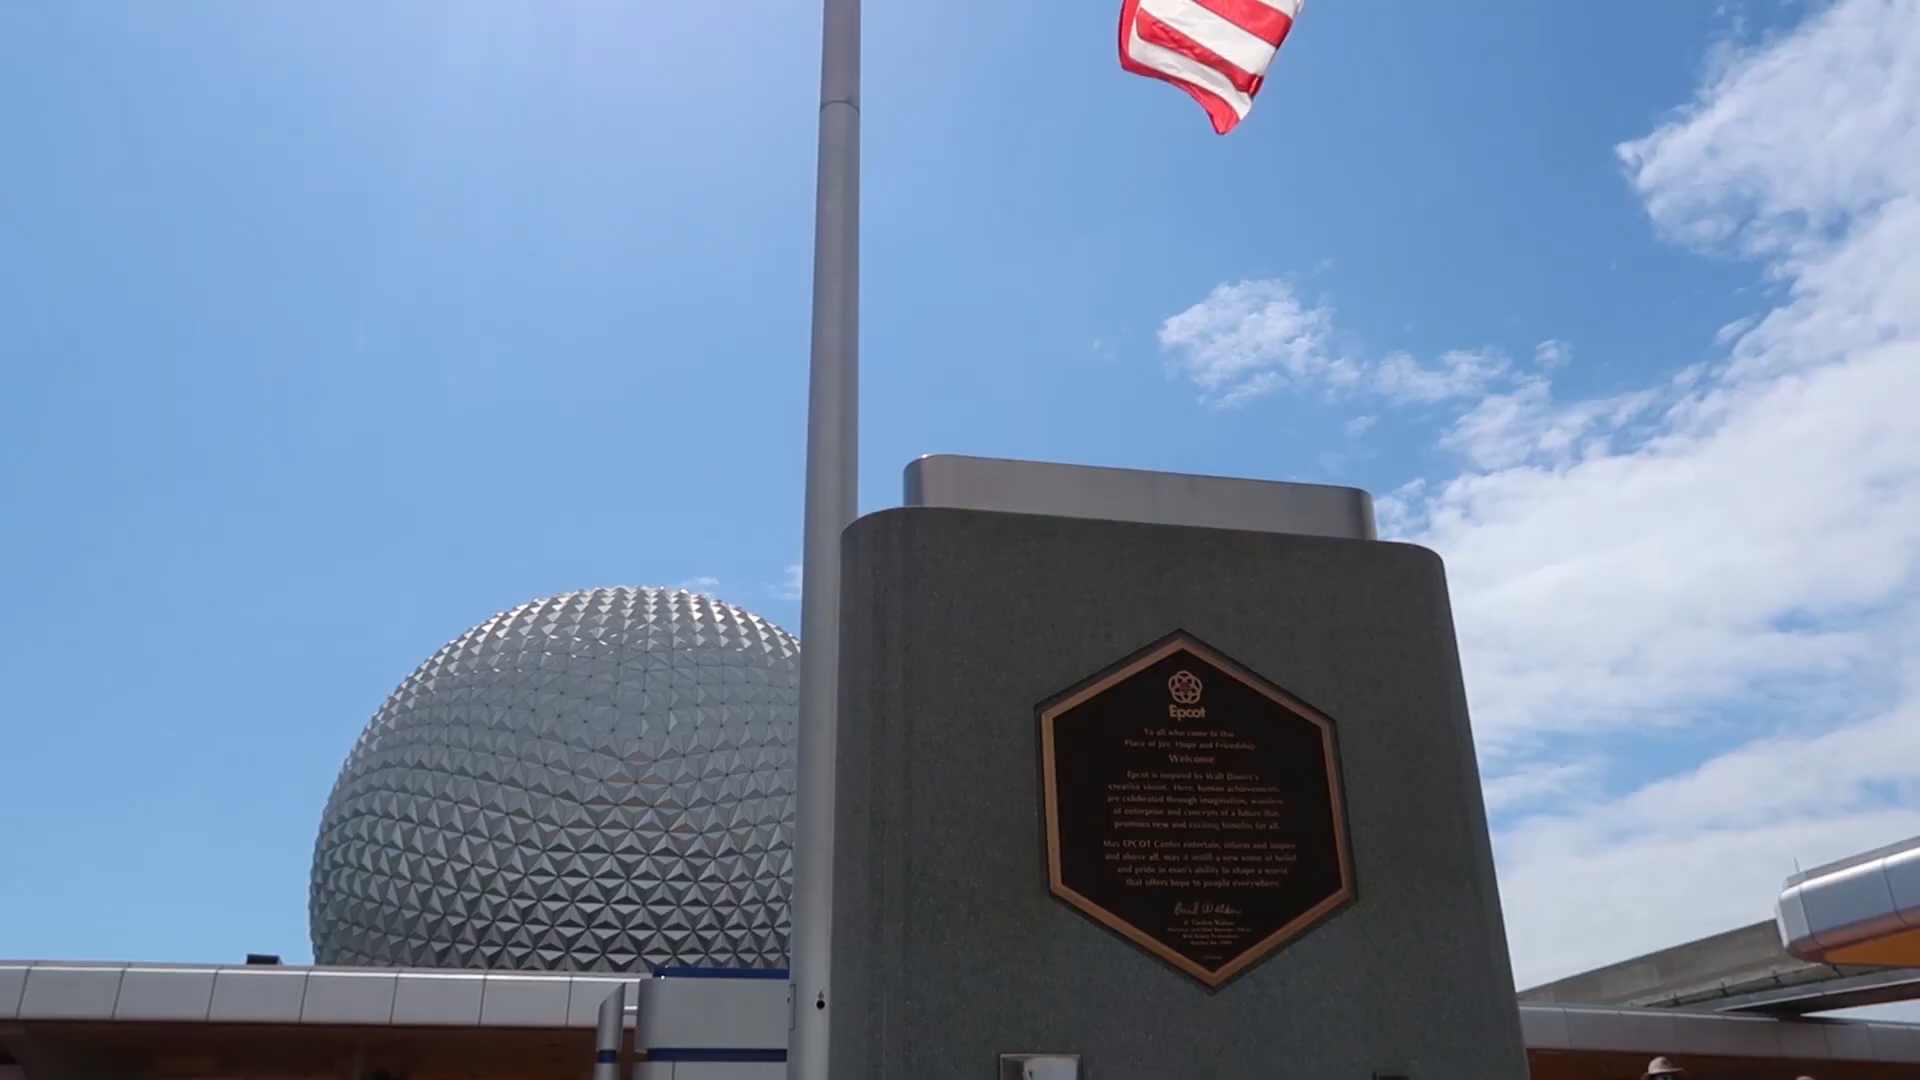 Epcot
To all who come to this
Place of Joy, Hope and Friendship
Welcome
Epcot is inspired by Walt Disney's
creative vision. Here, human achievements
are celebrated through imagination, wonders
of enterprise and concepts of a future that
promises new and exciting benefits for all.
May EPCOT Center entertain, inform and inspire
and above all, may it instill a new sense of belief
and pride in man's ability to shape a world
that offers hope to people everywhere.